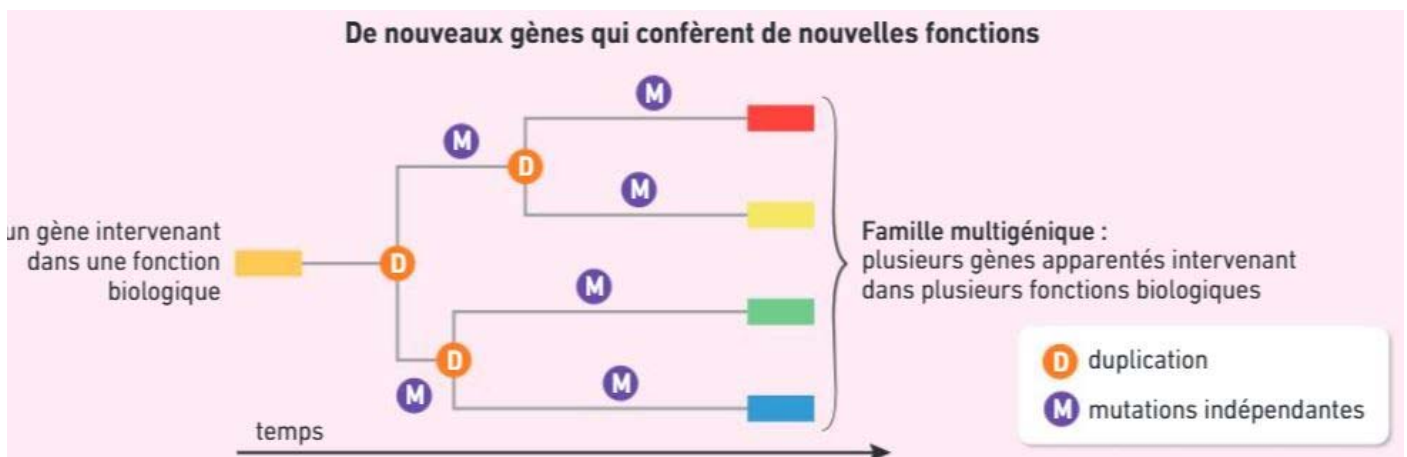 De nouveaux gènes qui confèrent de nouvelles fonctions
M
M
D
M
un gène intervenant
dans une fonction
biologique
D
Famille multigénique :
plusieurs gènes apparentés intervenant
dans plusieurs fonctions biologiques
M
D
M
M
D duplication
M mutations indépendantes
temps